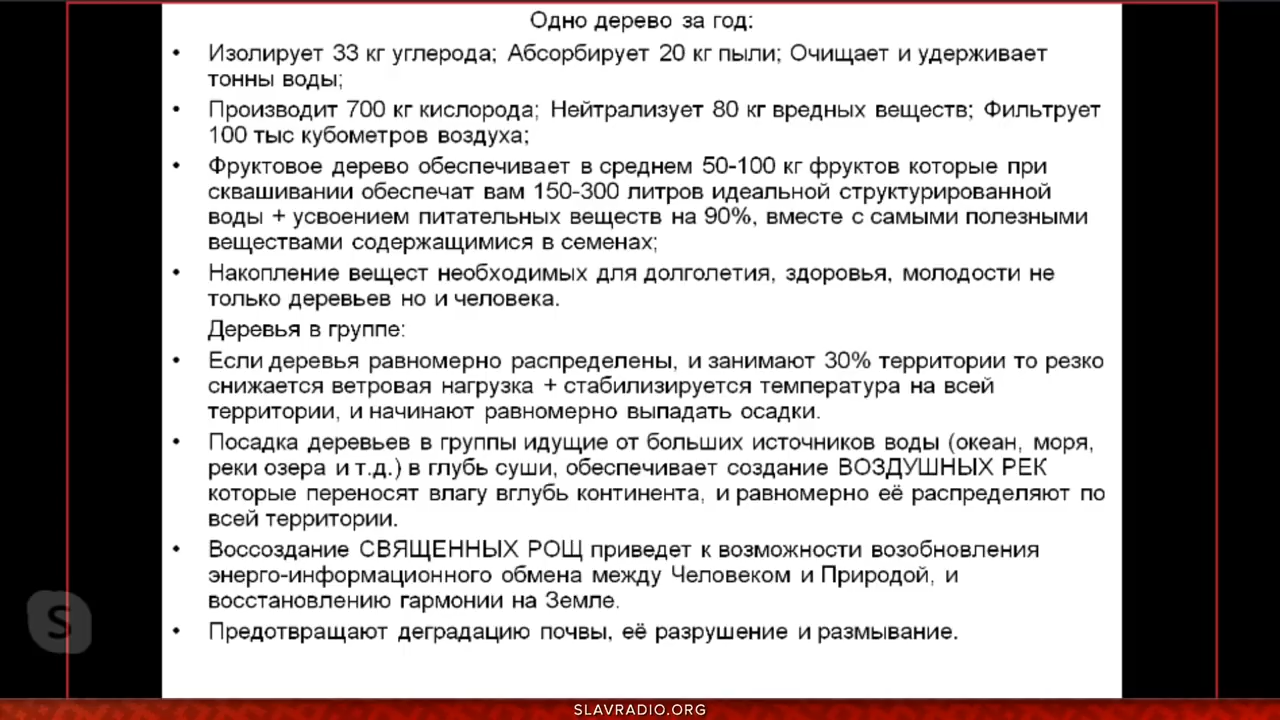 Одно дерево за год:
• Изолирует 33 кг углерода; Абсорбирует 20 кг пыли; Очищает и удерживает
тонны воды;
• Производит 700 кг кислорода; Нейтрализует 80 кг вредных веществ; Фильтрует
100 тыс кубометров воздуха;
• Фруктовое дерево обеспечивает в среднем 50-100 кг фруктов которые при
сквашивании обеспечат вам 150-300 литров идеальной структурированной
воды + усвоением питательных веществ на 90%, вместе с самыми полезными
веществами содержащимися в семенах;
• Накопление вещест необходимых для долголетия, здоровья, молодости не
только деревьев но и человека.
Деревья в группе:
• Если деревья равномерно распределены, и занимают 30% территории то резко
снижается ветровая нагрузка + стабилизируется температура на всей
территории, и начинают равномерно выпадать осадки.
• Посадка деревьев в группы идущие от больших источников воды (океан, моря,
реки озера и т.д.) в глубь суши, обеспечивает создание ВОЗДУШНЫХ РЕК
которые переносят влагу вглубь континента, и равномерно её распределяют по
всей территории.
• Воссоздание СВЯЩЕННЫХ РОЩ приведет к возможности возобновления
энерго-информационного обмена между Человеком и Природой, и
восстановлению гармонии на Земле.
• Предотвращают деградацию почвы, её разрушение и размывание.
S
SLAVRADIO.ORG